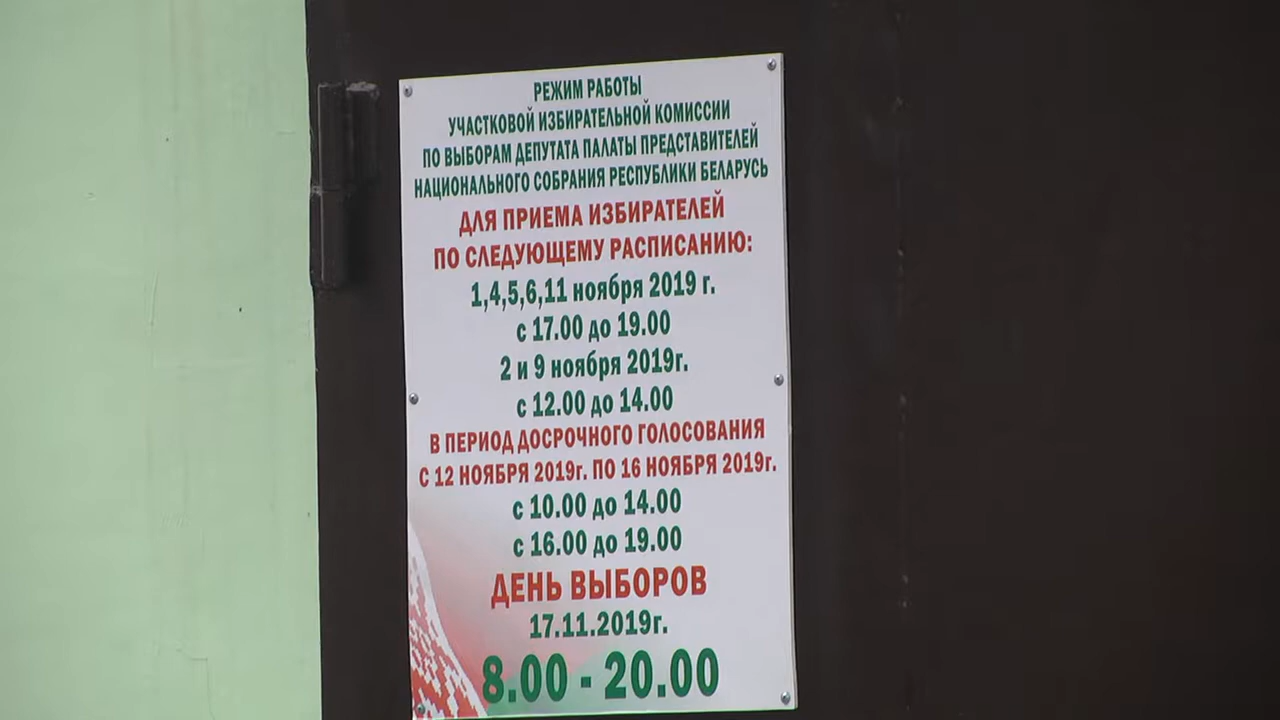 РЕЖИМ РАБОТЫ
УЧАСТКОВОЙ ИЗБИРАТЕЛЬНОЙ КОМИССИИ
ПО ВЫБОРАМ ДЕПУТАТА ПАЛАТЫ ПРЕДСТАВИТЕЛЕЙ
НАЦИОНАЛЬНОГО СОБРАНИЯ РЕСПУБЛИКИ БЕЛАРУСЬ
ДЛЯ ПРИЕМА ИЗБИРАТЕЛЕЙ
ПО СЛЕДУЮЩЕМУ РАСПИСАНИЮ:
1,4,5,6,11 ноября 2019 г.
с 17.00 до 19.00
2 и 9 ноября 2019г.
с 12.00 до 14.00
В ПЕРИОД ДОСРОЧНОГО ГОЛОСОВАНИЯ
С 12 НОЯБРЯ 2019г. ПО 16 НОЯБРЯ 2019г.
с 10.00 до 14.00
с 16.00 до 19.00
ДЕНЬ ВЫБОРОВ
17.11.2019г.
8.00 - 20.00